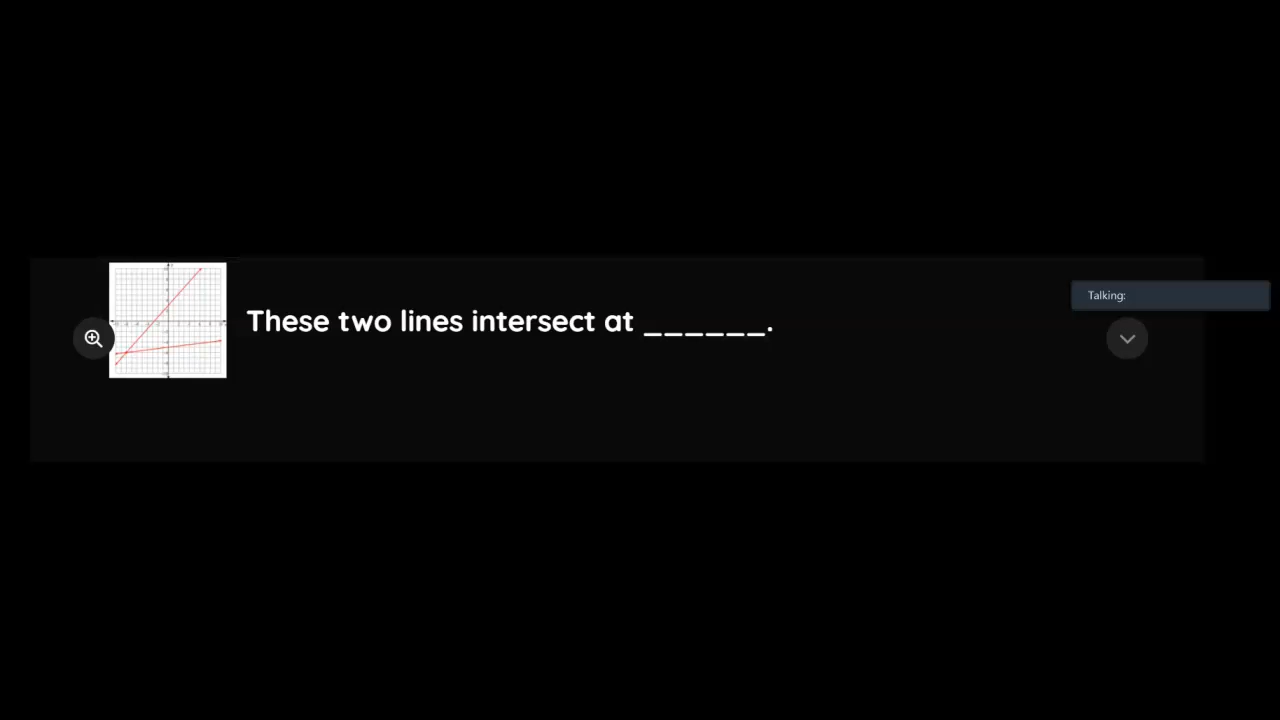 These two lines intersect at ______.
Talking: